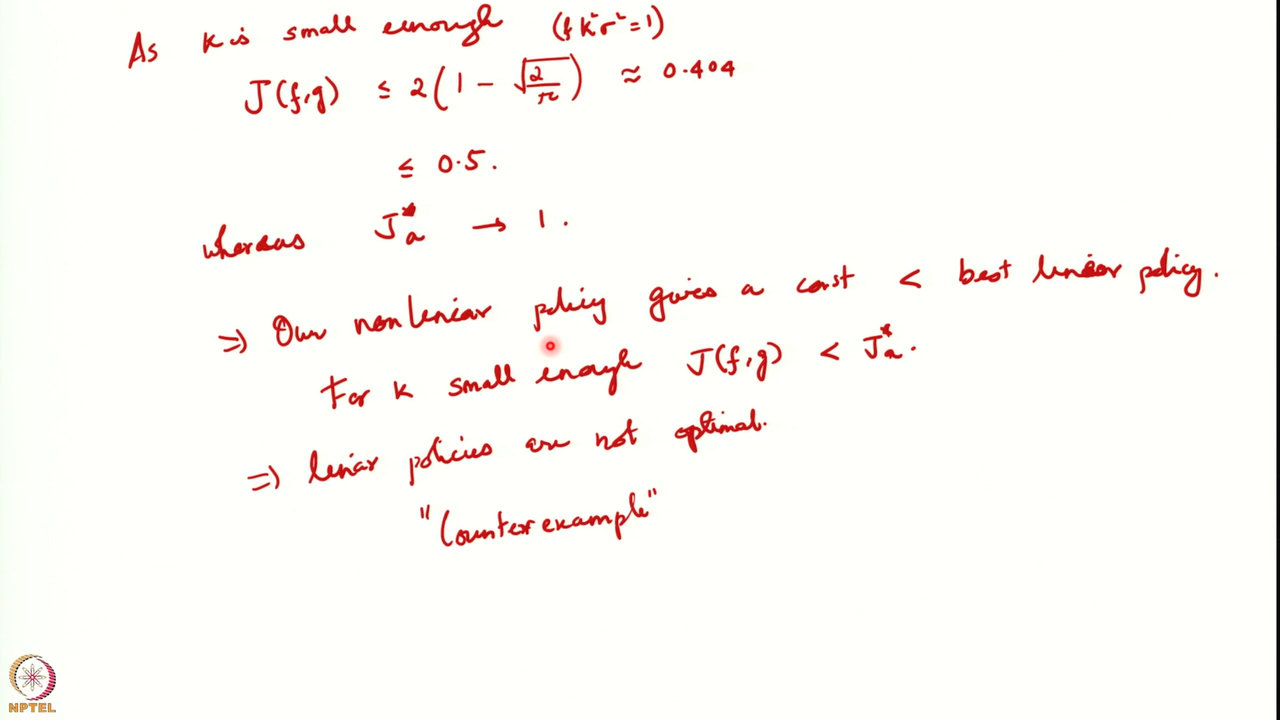 As k is small enough (& k²σ² = 1)
J(f,g) ≤ 2(1 - √(2/π)) ≈ 0.404
≤ 0.5.
whereas J*ₐ → 1.
⇒ Our nonlinear policy gives a cost < best linear policy.
For k small enough J(f,g) < J*ₐ.
⇒ linear policies are not optimal.
"Counterexample"
NPTEL